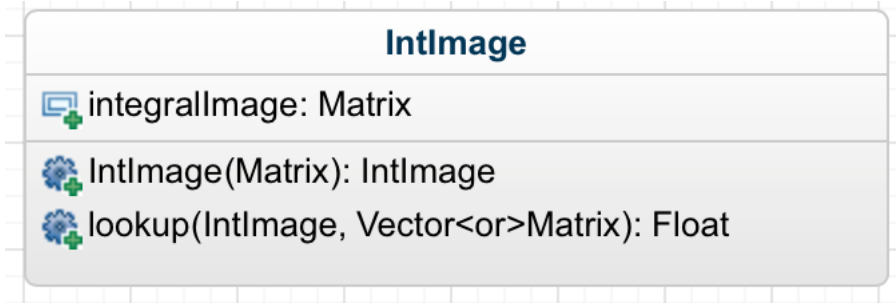 IntImage
integralImage: Matrix
IntImage(Matrix): IntImage
lookup(IntImage, Vector<or>Matrix): Float